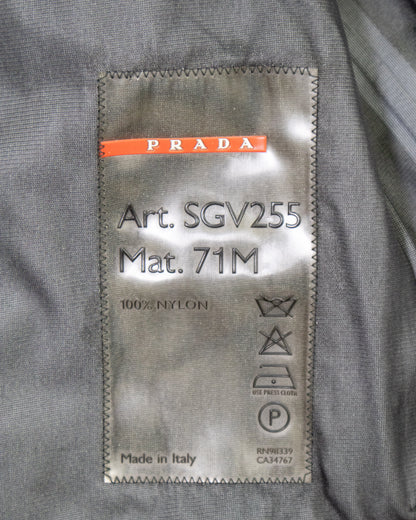 PRADA
Art. SGV255
Mat. 71M
100% NYLON
USE PRESS CLOTH
P
Made in Italy
RN98339
CA34767